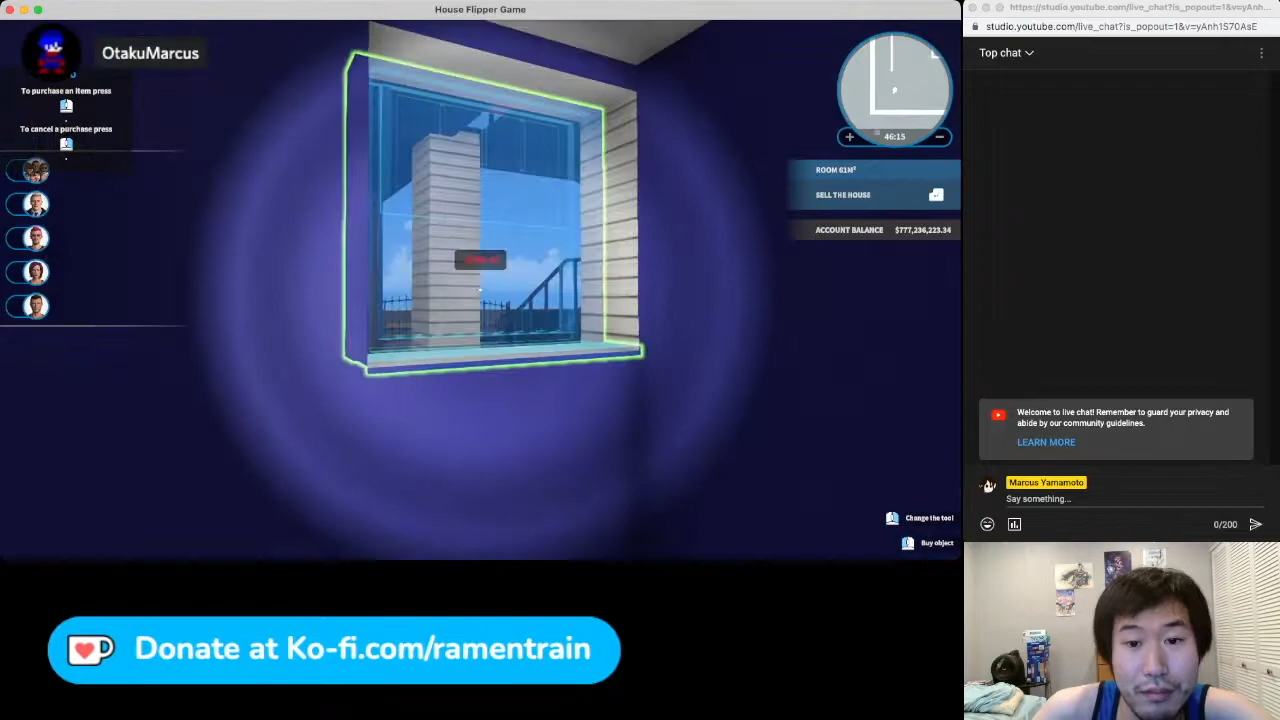 House Flipper Game
OtakuMarcus
To purchase an item press
To cancel a purchase press
46:15
ROOM 61M²
SELL THE HOUSE
ACCOUNT BALANCE $777,236,223.34
Change the tool
Buy object
Donate at Ko-fi.com/ramentrain
studio.youtube.com/live_chat?is_popout=1&v=yAnh1S70AsE
Top chat
Welcome to live chat! Remember to guard your privacy and
abide by our community guidelines.
LEARN MORE
Marcus Yamamoto
Say something...
0/200